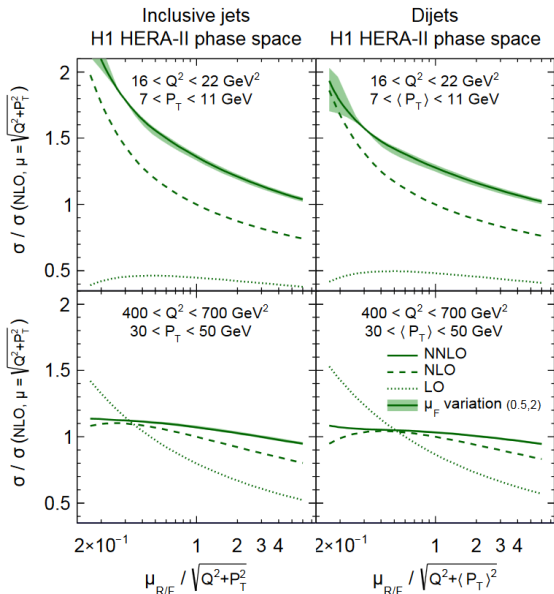 Inclusive jets
H1 HERA-II phase space
Dijets
H1 HERA-II phase space
σ / σ (NLO, μ = √Q²+P_T²)
2
1.5
1
0.5
16 < Q² < 22 GeV²
7 < P_T < 11 GeV
16 < Q² < 22 GeV²
7 < ⟨P_T⟩ < 11 GeV
σ / σ (NLO, μ = √Q²+P_T²)
2
1.5
1
0.5
400 < Q² < 700 GeV²
30 < P_T < 50 GeV
400 < Q² < 700 GeV²
30 < ⟨P_T⟩ < 50 GeV
NNLO
NLO
LO
μ_F variation (0.5,2)
2×10⁻¹ 1 2 3 4
2×10⁻¹ 1 2 3 4
μ_R/F / √Q²+P_T²
μ_R/F / √Q²+⟨P_T⟩²